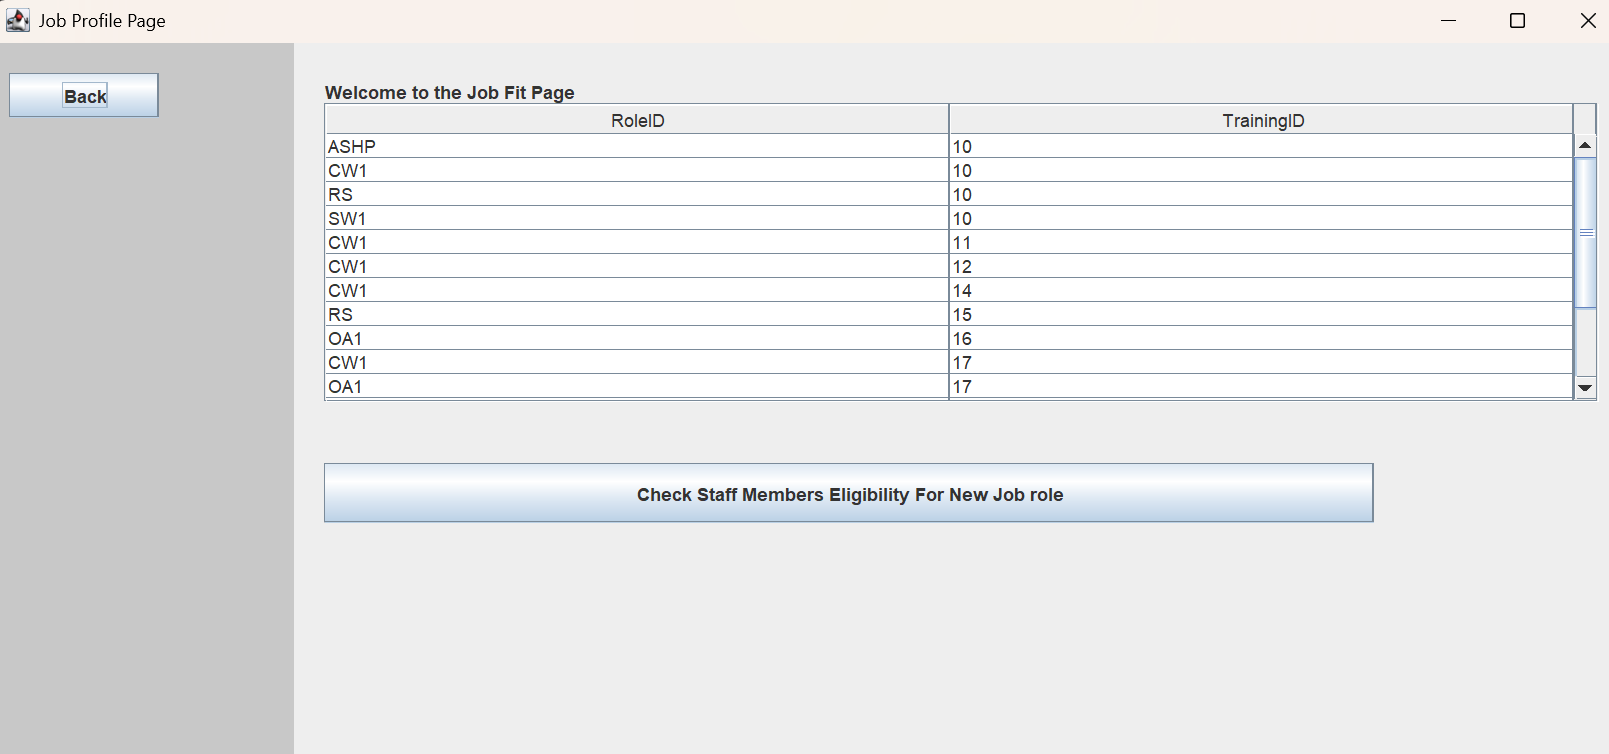 Job Profile Page
Back
Welcome to the Job Fit Page
RoleID TrainingID
ASHP 10
CW1 10
RS 10
SW1 10
CW1 11
CW1 12
CW1 14
RS 15
OA1 16
CW1 17
OA1 17
Check Staff Members Eligibility For New Job role